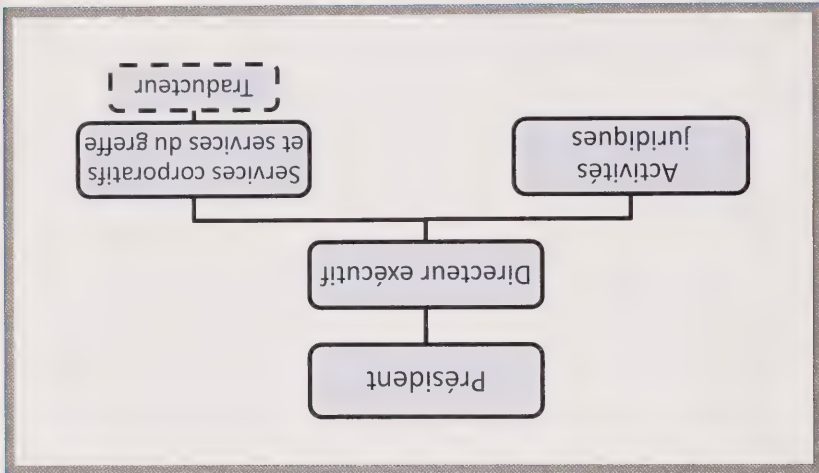 Président
Directeur exécutif
Activités
juridiques
Services corporatifs
et services du greffe
Traducteur